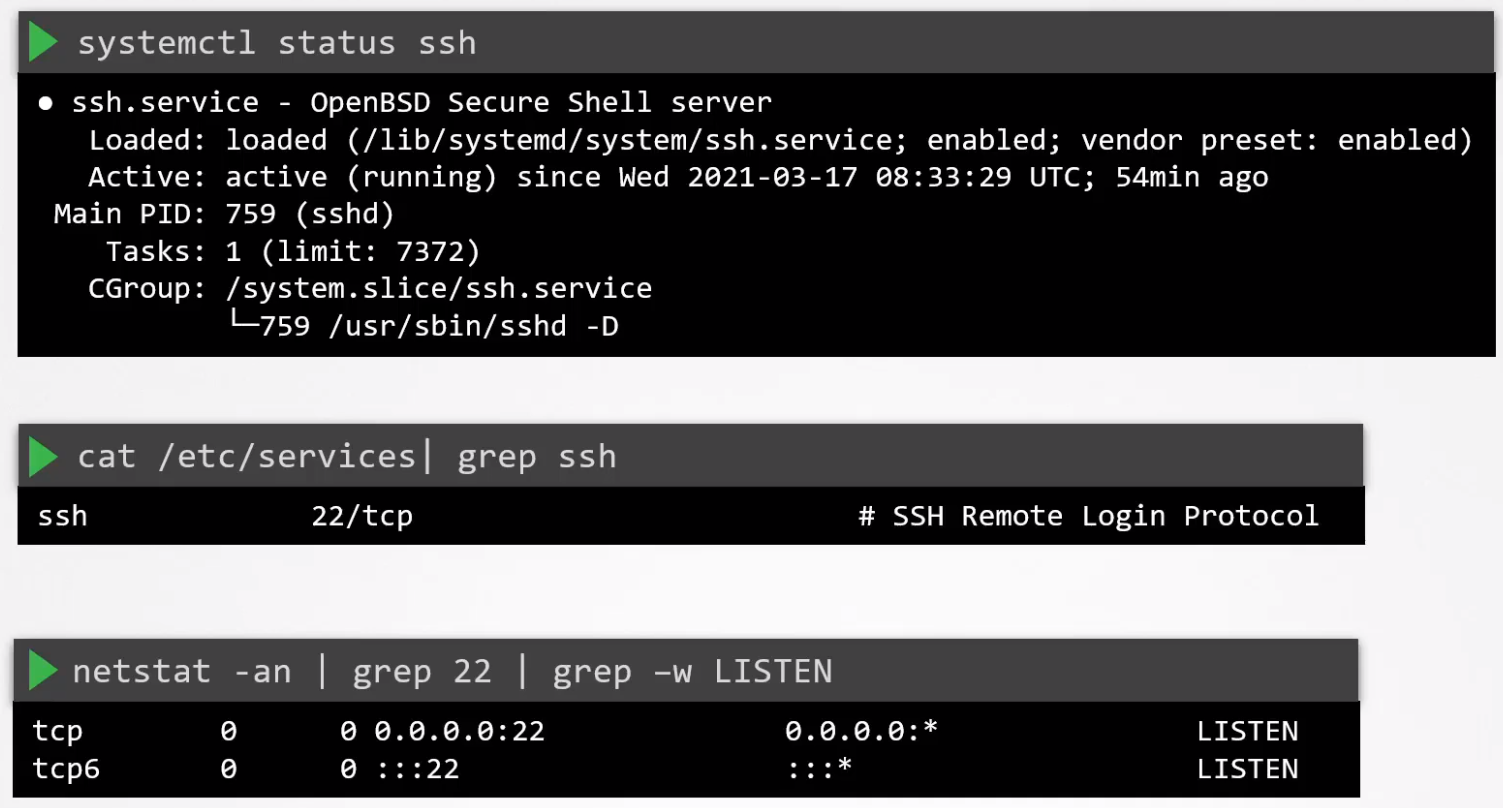 systemctl status ssh
● ssh.service - OpenBSD Secure Shell server
   Loaded: loaded (/lib/systemd/system/ssh.service; enabled; vendor preset: enabled)
   Active: active (running) since Wed 2021-03-17 08:33:29 UTC; 54min ago
 Main PID: 759 (sshd)
    Tasks: 1 (limit: 7372)
   CGroup: /system.slice/ssh.service
           └─759 /usr/sbin/sshd -D
cat /etc/services| grep ssh
ssh             22/tcp                          # SSH Remote Login Protocol
netstat -an | grep 22 | grep –w LISTEN
tcp        0      0 0.0.0.0:22              0.0.0.0:*               LISTEN
tcp6       0      0 :::22                   :::*                    LISTEN